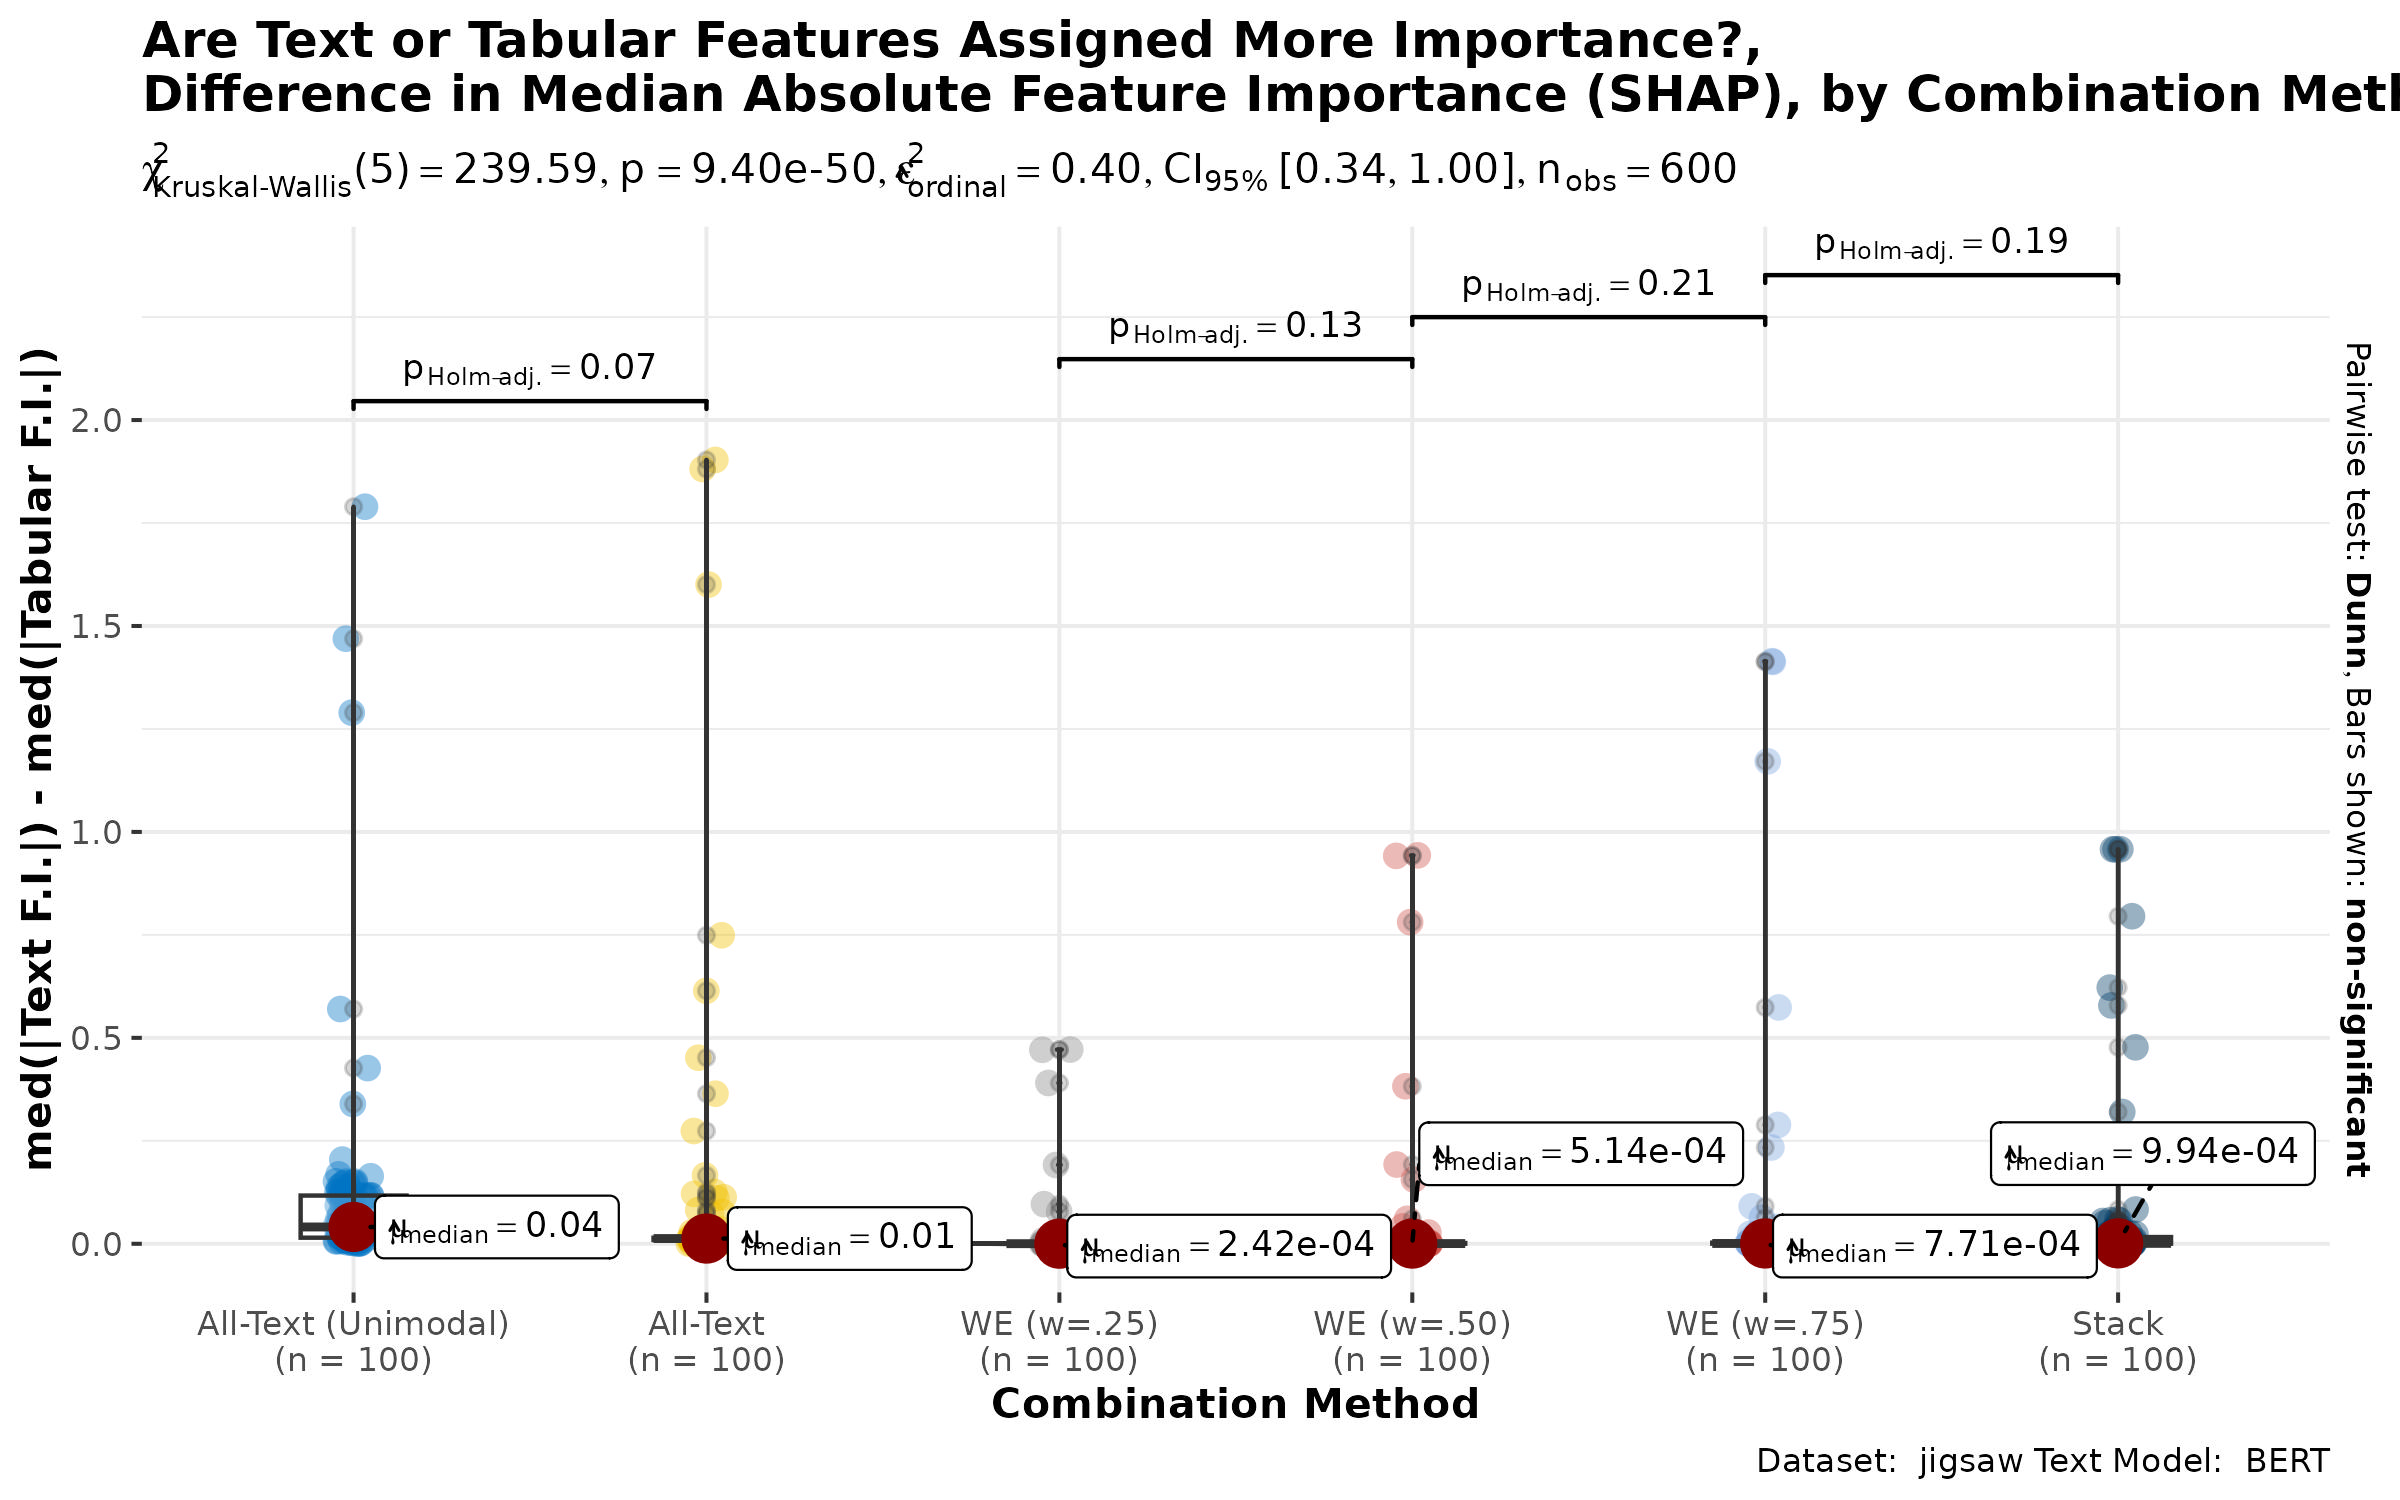 Are Text or Tabular Features Assigned More Importance?,
Difference in Median Absolute Feature Importance (SHAP), by Combination Meth
χ²Kruskal-Wallis(5) = 239.59, p = 9.40e-50, ε̂²ordinal = 0.40, CI95% [0.34, 1.00], nobs = 600
pHolm-adj. = 0.19
pHolm-adj. = 0.21
pHolm-adj. = 0.13
pHolm-adj. = 0.07
med(|Text F.I.|) - med(|Tabular F.I.|)
2.0
1.5
1.0
0.5
0.0
μ̂median = 0.04
μ̂median = 0.01
μ̂median = 2.42e-04
μ̂median = 5.14e-04
μ̂median = 7.71e-04
μ̂median = 9.94e-04
Pairwise test: Dunn, Bars shown: non-significant
All-Text (Unimodal)
(n = 100)
All-Text
(n = 100)
WE (w=.25)
(n = 100)
WE (w=.50)
(n = 100)
WE (w=.75)
(n = 100)
Stack
(n = 100)
Combination Method
Dataset: jigsaw Text Model: BERT